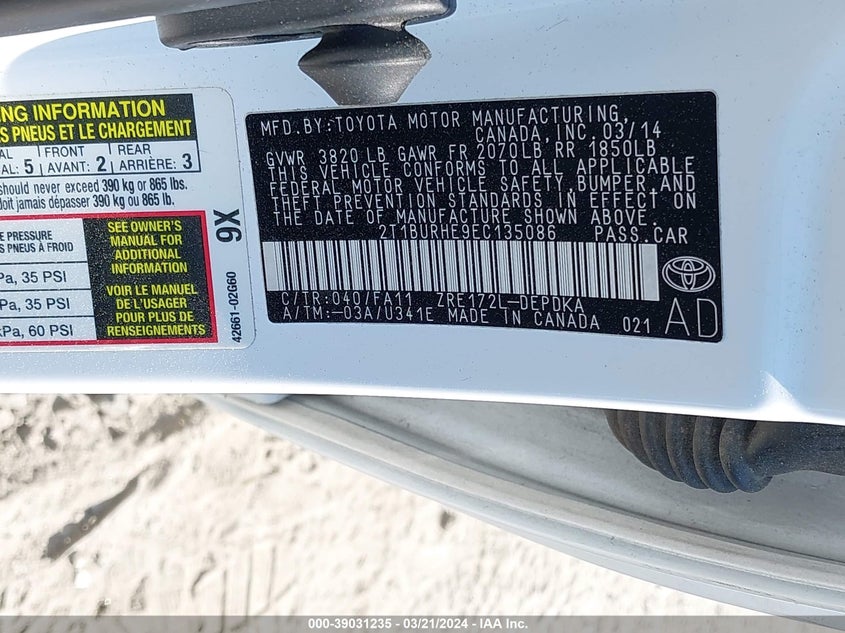 NG INFORMATION
S PNEUS ET LE CHARGEMENT
AL: 5 FRONT AVANT: 2 REAR ARRIÈRE: 3
should never exceed 390 kg or 865 lbs.
doit jamais dépasser 390 kg ou 865 lb.
E PRESSURE
S PNEUS À FROID
Pa, 35 PSI
Pa, 35 PSI
kPa, 60 PSI
SEE OWNER'S
MANUAL FOR
ADDITIONAL
INFORMATION
VOIR LE MANUEL
DE L'USAGER
POUR PLUS DE
RENSEIGNEMENTS
9X
42661-02G60
MFD.BY:TOYOTA MOTOR MANUFACTURING,
CANADA, INC. 03/14
GVWR 3820 LB GAWR FR 2070LB RR 1850LB
THIS VEHICLE CONFORMS TO ALL APPLICABLE
FEDERAL MOTOR VEHICLE SAFETY, BUMPER, AND
THEFT PREVENTION STANDARDS IN EFFECT ON
THE DATE OF MANUFACTURE SHOWN ABOVE.
2T1BURHE9EC135086 PASS.CAR
C/TR:040/FA11 ZRE172L-DEPDKA
A/TM:-03A/U341E MADE IN CANADA 021
AD
000-39031235 - 03/21/2024 - IAA Inc.